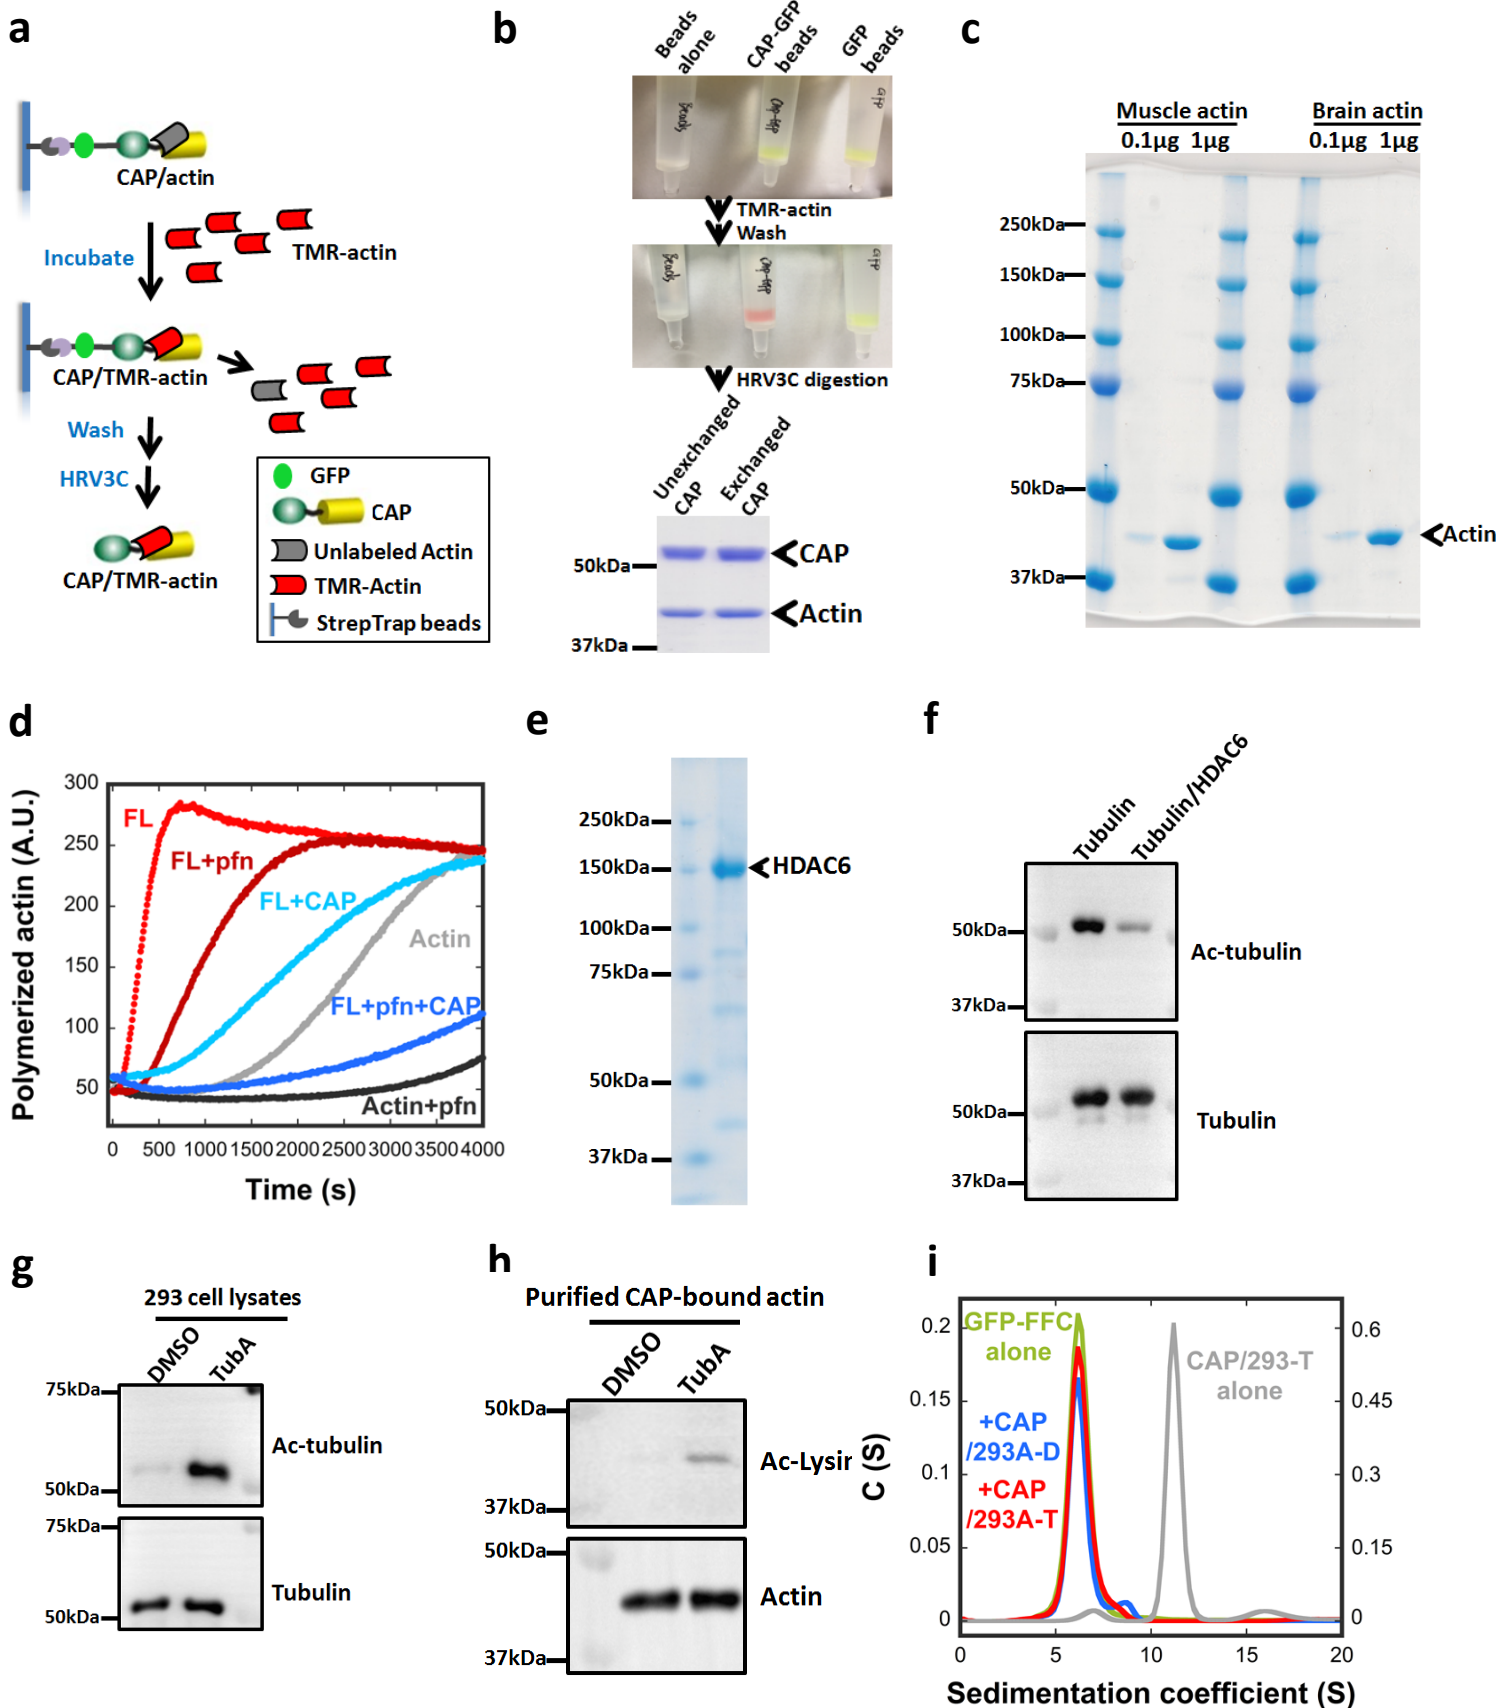 a
CAP/actin
Incubate
TMR-actin
CAP/TMR-actin
Wash
HRV3C
CAP/TMR-actin
GFP
CAP
Unlabeled Actin
TMR-Actin
StrepTrap beads
b
Beads
alone
CAP-GFP
beads
GFP
beads
Beads
GFP
TMR-actin
Wash
Beads
GFP
HRV3C digestion
Unexchanged
CAP
Exchanged
CAP
50kDa
CAP
Actin
37kDa
c
Muscle actin
Brain actin
0.1µg 1µg
0.1µg 1µg
250kDa
150kDa
100kDa
75kDa
50kDa
Actin
37kDa
d
Polymerized actin (A.U.)
300
250
200
150
100
50
FL
FL+pfn
FL+CAP
Actin
FL+pfn+CAP
Actin+pfn
0 500 1000 1500 2000 2500 3000 3500 4000
Time (s)
e
250kDa
150kDa
HDAC6
100kDa
75kDa
50kDa
37kDa
f
Tubulin
Tubulin/HDAC6
50kDa
Ac-tubulin
37kDa
50kDa
Tubulin
37kDa
g
293 cell lysates
DMSO
TubA
75kDa
Ac-tubulin
50kDa
75kDa
Tubulin
50kDa
h
Purified CAP-bound actin
DMSO
TubA
50kDa
Ac-Lysir
37kDa
50kDa
Actin
37kDa
i
C (S)
0.2
0.15
0.1
0.05
0
GFP-FFC
alone
CAP/293-T
alone
+CAP
/293A-D
+CAP
/293A-T
0.6
0.45
0.3
0.15
0
0 5 10 15 20
Sedimentation coefficient (S)